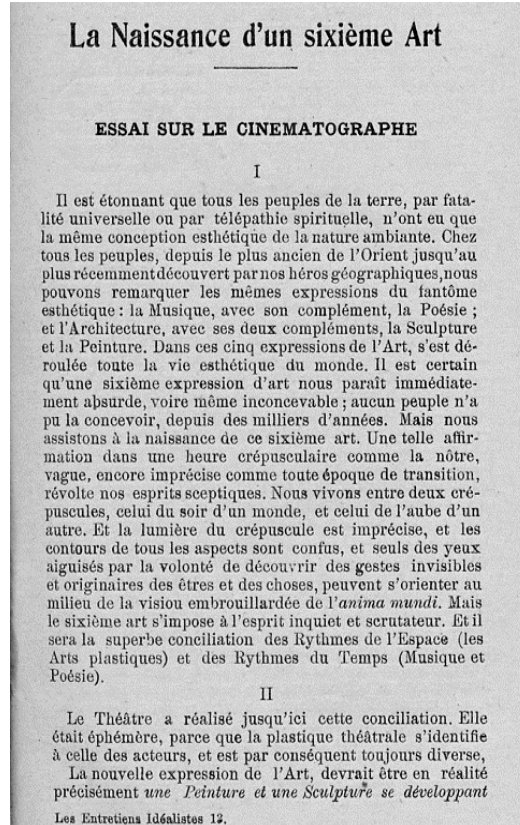 La Naissance d'un sixième Art
ESSAI SUR LE CINEMATOGRAPHE
I
Il est étonnant que tous les peuples de la terre, par fata-
lité universelle ou par télépathie spirituelle, n'ont eu que
la même conception esthétique de la nature ambiante. Chez
tous les peuples, depuis le plus ancien de l'Orient jusqu'au
plus récemment découvert par nos héros géographiques, nous
pouvons remarquer les mêmes expressions du fantôme
esthétique : la Musique, avec son complément, la Poésie ;
et l'Architecture, avec ses deux compléments, la Sculpture
et la Peinture. Dans ces cinq expressions de l'Art, s'est dé-
roulée toute la vie esthétique du monde. Il est certain
qu'une sixième expression d'art nous paraît immédiate-
ment absurde, voire même inconcevable ; aucun peuple n'a
pu la concevoir, depuis des milliers d'années. Mais nous
assistons à la naissance de ce sixième art. Une telle affir-
mation dans une heure crépusculaire comme la nôtre,
vague, encore imprécise comme toute époque de transition,
révolte nos esprits sceptiques. Nous vivons entre deux cré-
puscules, celui du soir d'un monde, et celui de l'aube d'un
autre. Et la lumière du crépuscule est imprécise, et les
contours de tous les aspects sont confus, et seuls des yeux
aiguisés par la volonté de découvrir des gestes invisibles
et originaires des êtres et des choses, peuvent s'orienter au
milieu de la visiou embrouillardée de l'anima mundi. Mais
le sixième art s'impose à l'esprit inquiet et scrutateur. Et il
sera la superbe conciliation des Rythmes de l'Espace (les
Arts plastiques) et des Rythmes du Temps (Musique et
Poésie).
II
Le Théâtre a réalisé jusqu'ici cette conciliation. Elle
était éphémère, parce que la plastique théâtrale s'identifie
à celle des acteurs, et est par conséquent toujours diverse,
La nouvelle expression de l'Art, devrait être en réalité
précisément une Peinture et une Sculpture se développant
Les Entretiens Idéalistes 13.